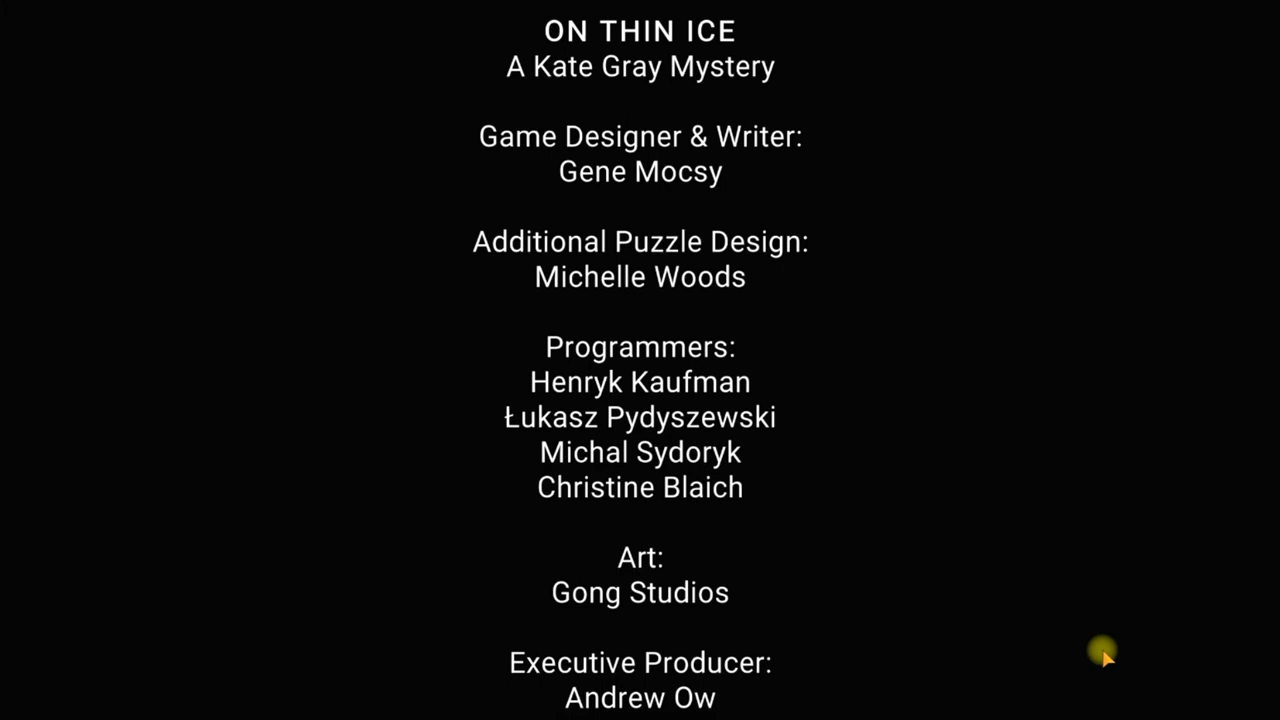 ON THIN ICE
A Kate Gray Mystery
Game Designer & Writer:
Gene Mocsy
Additional Puzzle Design:
Michelle Woods
Programmers:
Henryk Kaufman
Łukasz Pydyszewski
Michal Sydoryk
Christine Blaich
Art:
Gong Studios
Executive Producer:
Andrew Ow